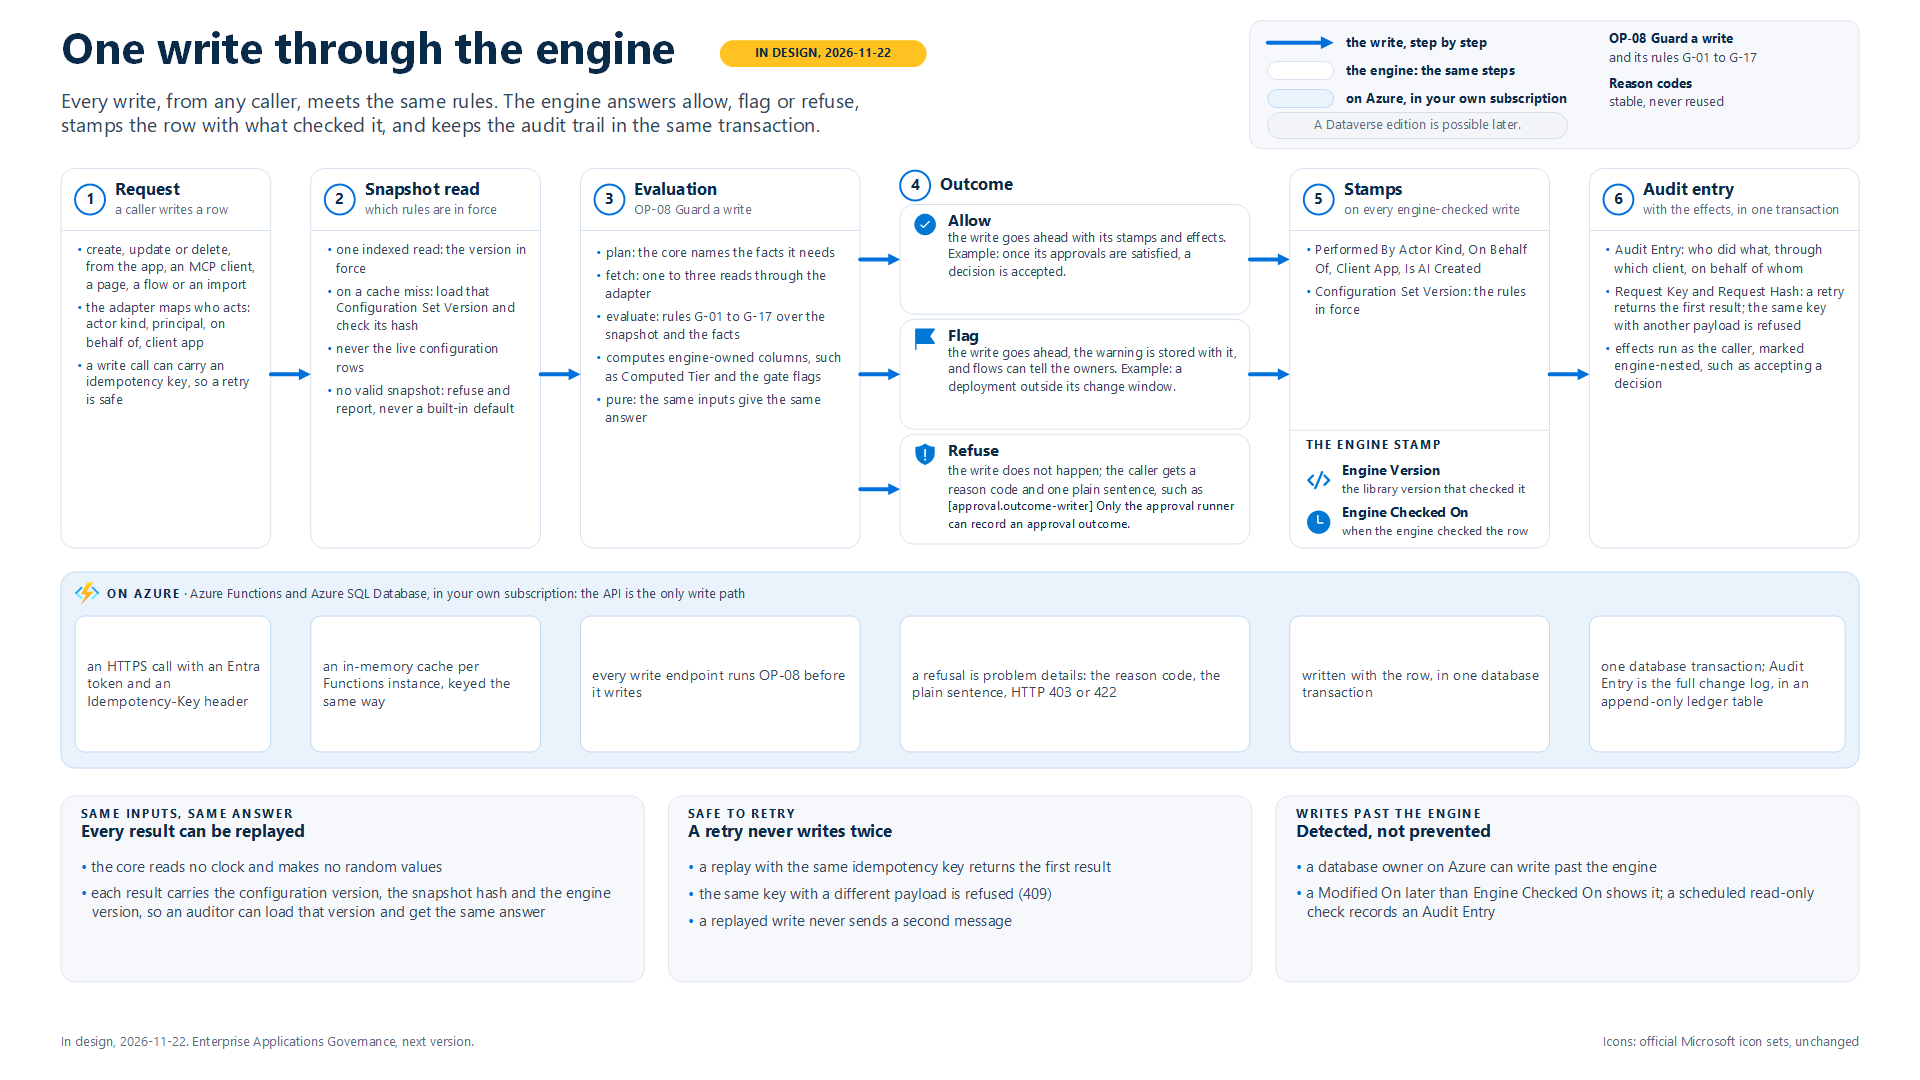 One write through the engine
IN DESIGN, 2026-11-22
Every write, from any caller, meets the same rules. The engine answers allow, flag or refuse,
stamps the row with what checked it, and keeps the audit trail in the same transaction.
the write, step by step
the engine: the same steps
on Azure, in your own subscription
A Dataverse edition is possible later.
OP-08 Guard a write
and its rules G-01 to G-17
Reason codes
stable, never reused
1
Request
a caller writes a row
• create, update or delete,
from the app, an MCP client,
a page, a flow or an import
• the adapter maps who acts:
actor kind, principal, on
behalf of, client app
• a write call can carry an
idempotency key, so a retry
is safe
2
Snapshot read
which rules are in force
• one indexed read: the version in
force
• on a cache miss: load that
Configuration Set Version and
check its hash
• never the live configuration
rows
• no valid snapshot: refuse and
report, never a built-in default
3
Evaluation
OP-08 Guard a write
• plan: the core names the facts it needs
• fetch: one to three reads through the
adapter
• evaluate: rules G-01 to G-17 over the
snapshot and the facts
• computes engine-owned columns, such
as Computed Tier and the gate flags
• pure: the same inputs give the same
answer
4
Outcome
Allow
the write goes ahead with its stamps and effects.
Example: once its approvals are satisfied, a
decision is accepted.
Flag
the write goes ahead, the warning is stored with it,
and flows can tell the owners. Example: a
deployment outside its change window.
Refuse
the write does not happen; the caller gets a
reason code and one plain sentence, such as
[approval.outcome-writer] Only the approval runner
can record an approval outcome.
5
Stamps
on every engine-checked write
• Performed By Actor Kind, On Behalf
Of, Client App, Is AI Created
• Configuration Set Version: the rules
in force
THE ENGINE STAMP
Engine Version
the library version that checked it
Engine Checked On
when the engine checked the row
6
Audit entry
with the effects, in one transaction
• Audit Entry: who did what, through
which client, on behalf of whom
• Request Key and Request Hash: a retry
returns the first result; the same key
with another payload is refused
• effects run as the caller, marked
engine-nested, such as accepting a
decision
ON AZURE · Azure Functions and Azure SQL Database, in your own subscription: the API is the only write path
an HTTPS call with an Entra
token and an
Idempotency-Key header
an in-memory cache per
Functions instance, keyed the
same way
every write endpoint runs OP-08 before
it writes
a refusal is problem details: the reason code, the
plain sentence, HTTP 403 or 422
written with the row, in one database
transaction
one database transaction; Audit
Entry is the full change log, in an
append-only ledger table
SAME INPUTS, SAME ANSWER
Every result can be replayed
• the core reads no clock and makes no random values
• each result carries the configuration version, the snapshot hash and the engine
version, so an auditor can load that version and get the same answer
SAFE TO RETRY
A retry never writes twice
• a replay with the same idempotency key returns the first result
• the same key with a different payload is refused (409)
• a replayed write never sends a second message
WRITES PAST THE ENGINE
Detected, not prevented
• a database owner on Azure can write past the engine
• a Modified On later than Engine Checked On shows it; a scheduled read-only
check records an Audit Entry
In design, 2026-11-22. Enterprise Applications Governance, next version.
Icons: official Microsoft icon sets, unchanged